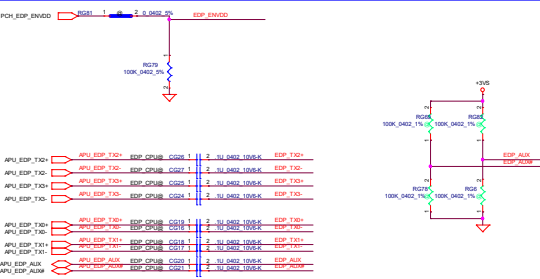 PCH_EDP_ENVDD RG81 1 @ 2 0_0402_5% EDP_ENVDD
1
RG79
100K_0402_5%
2
+3VS
1 1
100K_0402_1% 100K_0402_1%
2 2
EDP_AUX
EDP_AUX#
1 1
RG78 RG8
100K_0402_1% 100K_0402_1%
2 2
APU_EDP_TX2+ APU_EDP_TX2+ EDP_CPU@ CG26 1 2 .1U_0402_10V6-K EDP_TX2+
APU_EDP_TX2- APU_EDP_TX2- EDP_CPU@ CG27 1 2 .1U_0402_10V6-K EDP_TX2-
APU_EDP_TX3+ APU_EDP_TX3+ EDP_CPU@ CG25 1 2 .1U_0402_10V6-K EDP_TX3+
APU_EDP_TX3- APU_EDP_TX3- EDP_CPU@ CG24 1 2 .1U_0402_10V6-K EDP_TX3-
APU_EDP_TX0+ APU_EDP_TX0+ EDP_CPU@ CG19 1 2 .1U_0402_10V6-K EDP_TX0+
APU_EDP_TX0- APU_EDP_TX0- EDP_CPU@ CG16 1 2 .1U_0402_10V6-K EDP_TX0-
APU_EDP_TX1+ APU_EDP_TX1+ EDP_CPU@ CG18 1 2 .1U_0402_10V6-K EDP_TX1+
APU_EDP_TX1- APU_EDP_TX1- EDP_CPU@ CG17 1 2 .1U_0402_10V6-K EDP_TX1-
APU_EDP_AUX APU_EDP_AUX EDP_CPU@ CG20 1 2 .1U_0402_10V6-K EDP_AUX
APU_EDP_AUX# APU_EDP_AUX# EDP_CPU@ CG21 1 2 .1U_0402_10V6-K EDP_AUX#